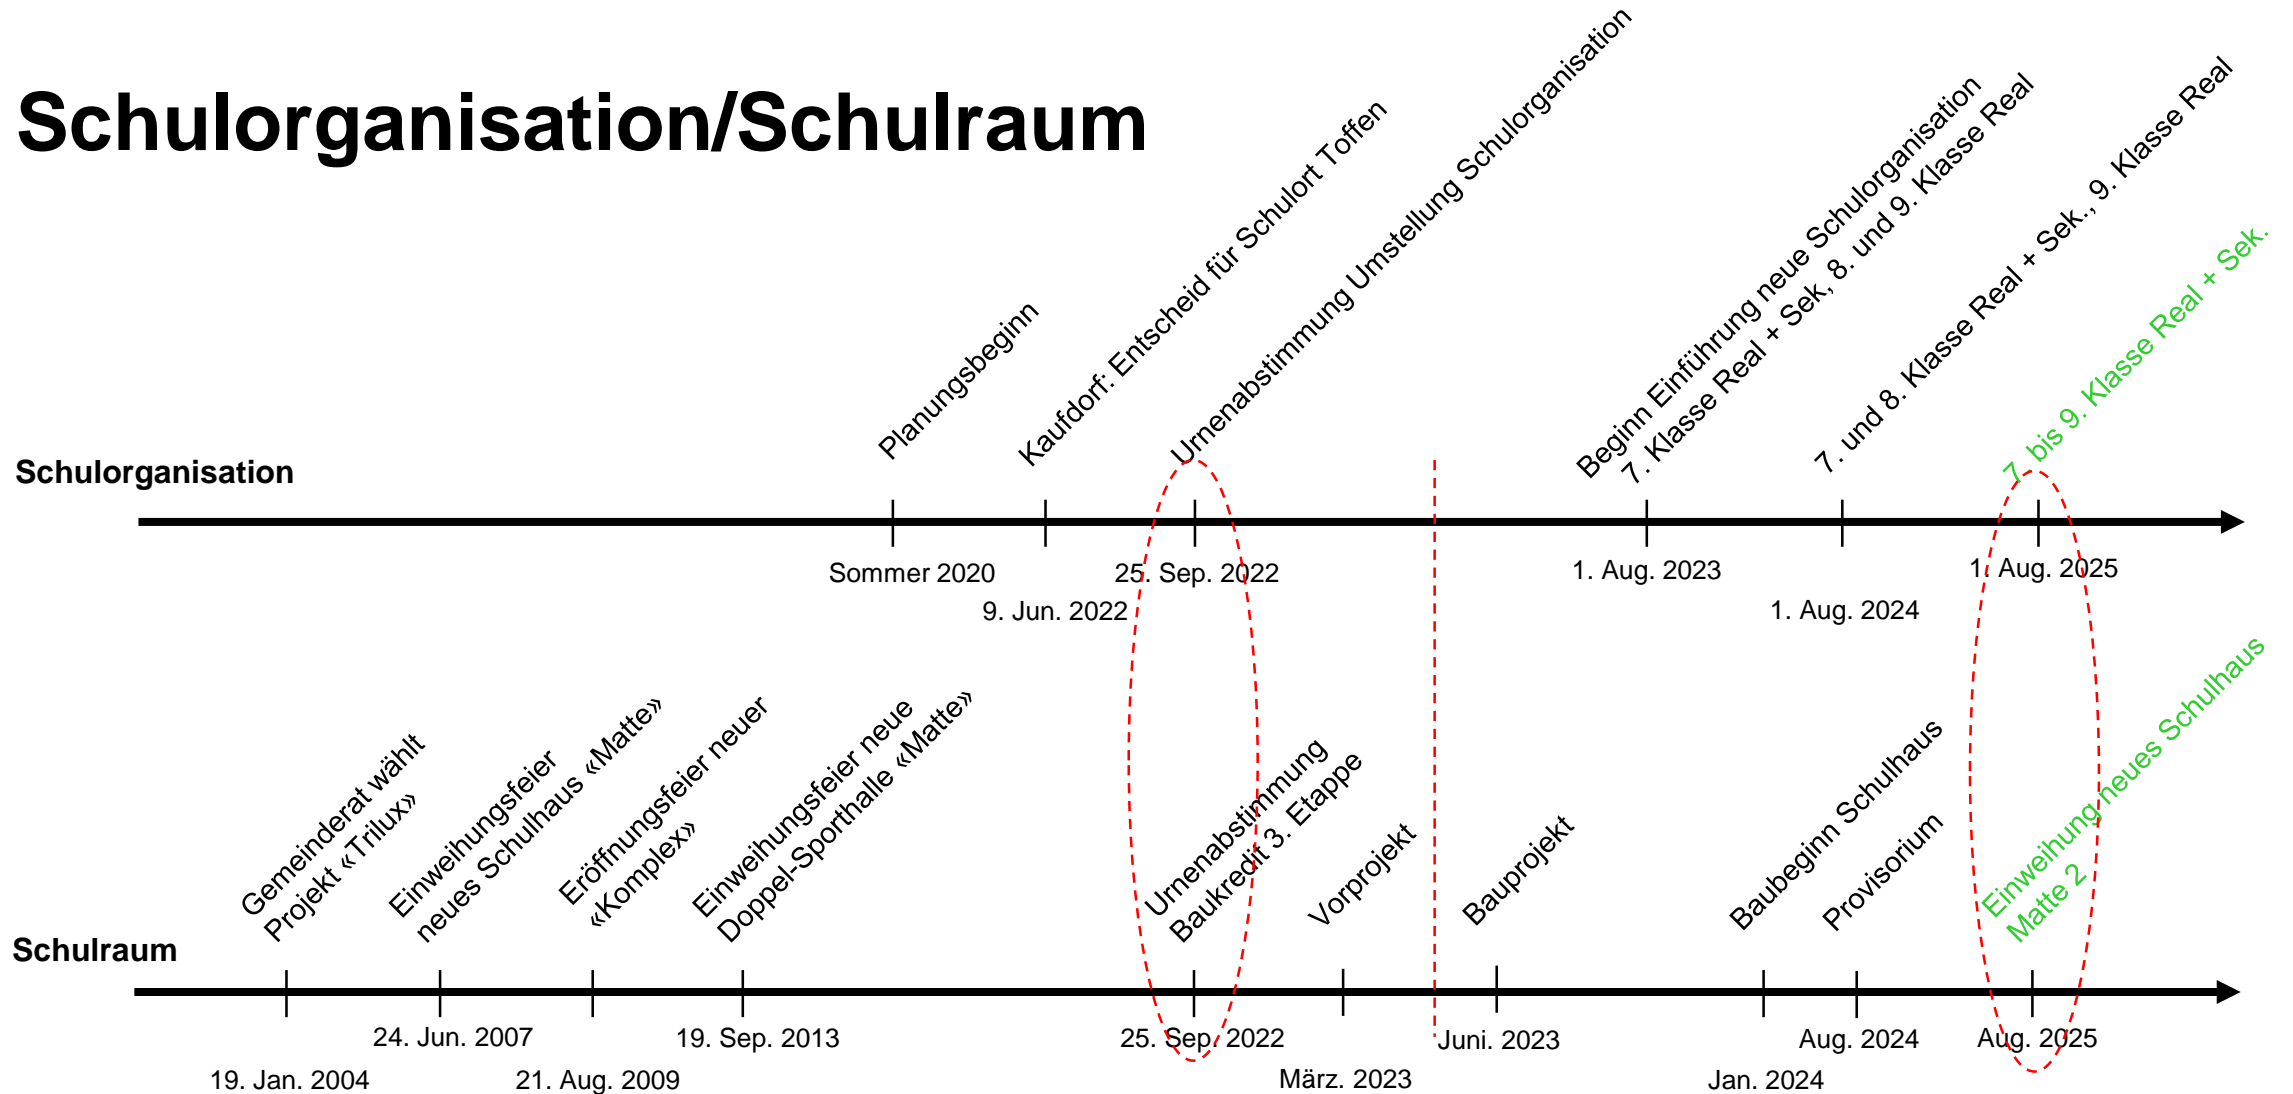 Schulorganisation/Schulraum
Planungsbeginn
Kaufdorf: Entscheid für Schulort Toffen
Urnenabstimmung Umstellung Schulorganisation
Beginn Einführung neue Schulorganisation
7. Klasse Real + Sek, 8. und 9. Klasse Real
7. und 8. Klasse Real + Sek., 9. Klasse Real
7. bis 9. Klasse Real + Sek.
Schulorganisation
Sommer 2020
9. Jun. 2022
25. Sep. 2022
1. Aug. 2023
1. Aug. 2024
1. Aug. 2025
Gemeinderat wählt
Projekt «Trilux»
Einweihungsfeier
neues Schulhaus «Matte»
Eröffnungsfeier neuer
«Komplex»
Einweihungsfeier neue
Doppel-Sporthalle «Matte»
Urnenabstimmung
Baukredit 3. Etappe
Vorprojekt
Bauprojekt
Baubeginn Schulhaus
Provisorium
Einweihung neues Schulhaus
Matte 2
Schulraum
19. Jan. 2004
24. Jun. 2007
21. Aug. 2009
19. Sep. 2013
25. Sep. 2022
März. 2023
Juni. 2023
Jan. 2024
Aug. 2024
Aug. 2025